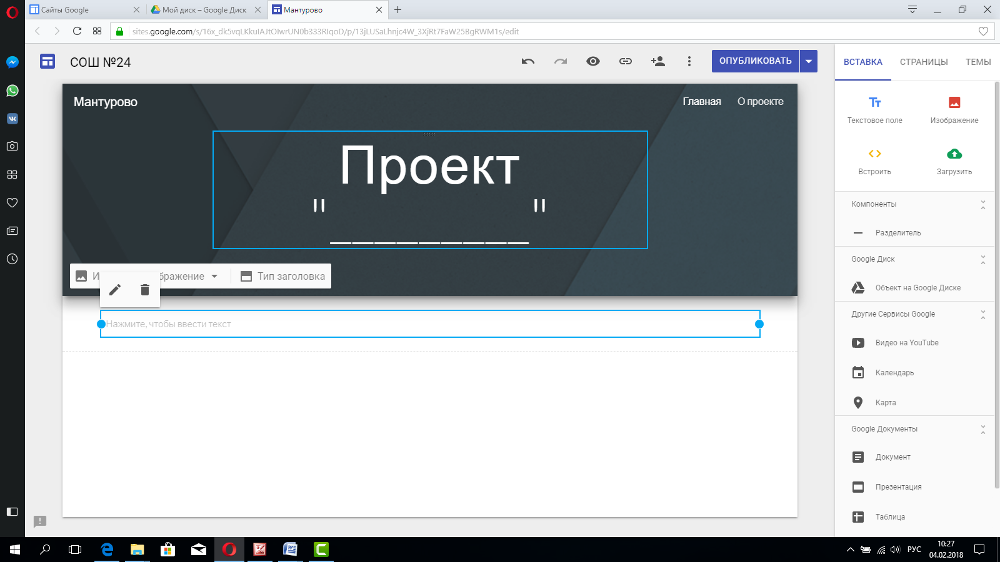 Сайты Google
Мой диск – Google Диск
Мантурово
sites.google.com/s/16x_dk5vqLKkuIAJtOIwrUN0b333RIqoD/p/13jLUSaLhnjc4W_3XjRt7FaW25BgRWM1s/edit
СОШ №24
ОПУБЛИКОВАТЬ
ВСТАВКА
СТРАНИЦЫ
ТЕМЫ
Мантурово
Главная
О проекте
Проект
"_________"
И
бражение
Тип заголовка
Нажмите, чтобы ввести текст
Текстовое поле
Изображение
Встроить
Загрузить
Компоненты
Разделитель
Google Диск
Объект на Google Диске
Другие Сервисы Google
Видео на YouTube
Календарь
Карта
Google Документы
Документ
Презентация
Таблица
РУС
10:27
04.02.2018